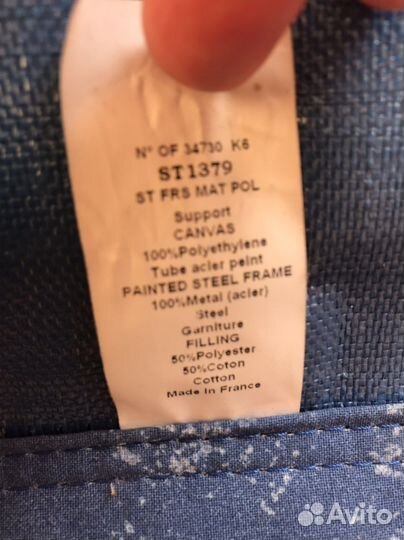 N° OF 34730 K6
ST1379
ST FRS MAT POL
Support
CANVAS
100%Polyethylene
Tube acier peint
PAINTED STEEL FRAME
100%Metal (acier)
Steel
Garniture
FILLING
50%Polyester
50%Coton
Cotton
Made In France
Avito